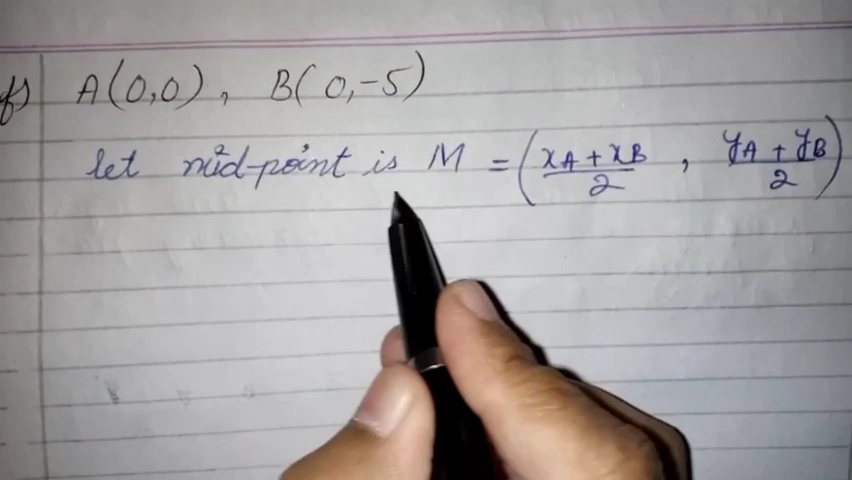 f) A(0,0), B(0,-5)
let mid-point is M = (xA + xB / 2 , yA + yB / 2)